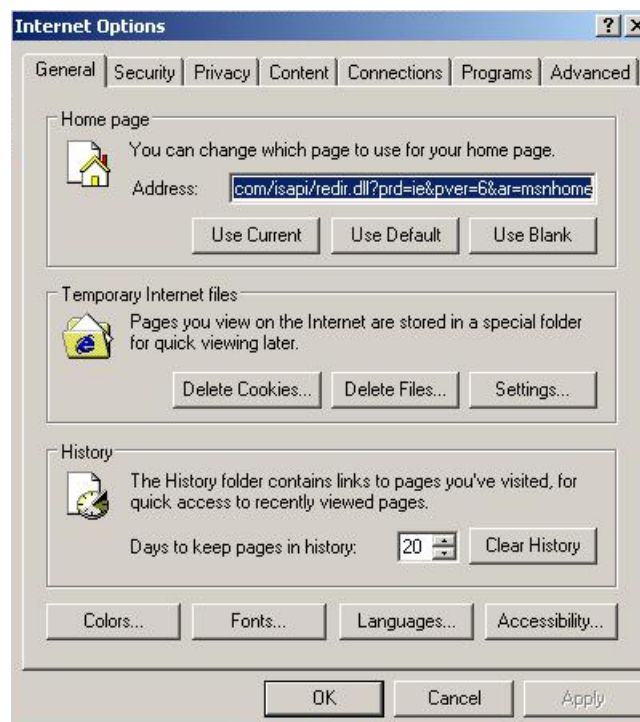 Internet Options
General Security Privacy Content Connections Programs Advanced
Home page
You can change which page to use for your home page.
Address: com/isapi/redir.dll?prd=ie&pver=6&ar=msnhome
Use Current Use Default Use Blank
Temporary Internet files
Pages you view on the Internet are stored in a special folder
for quick viewing later.
Delete Cookies... Delete Files... Settings...
History
The History folder contains links to pages you've visited, for
quick access to recently viewed pages.
Days to keep pages in history: 20 Clear History
Colors... Fonts... Languages... Accessibility...
OK Cancel Apply